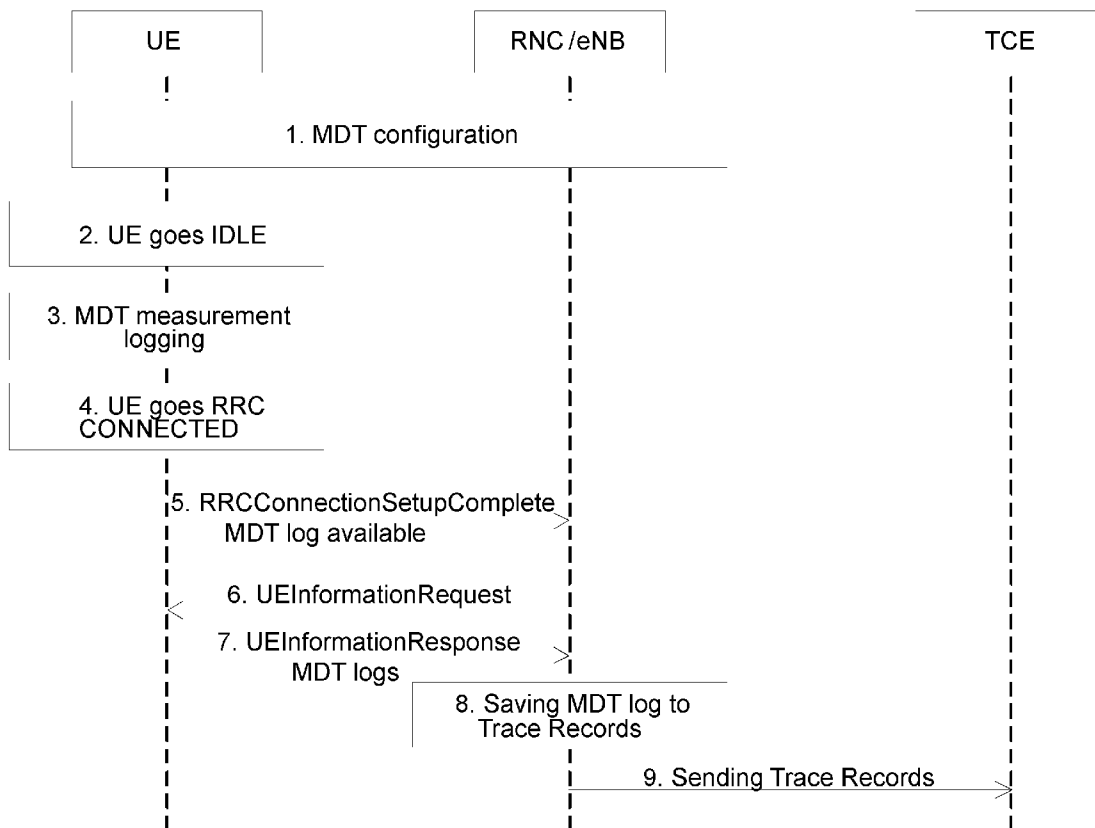 UE
RNC/eNB
TCE
1. MDT configuration
2. UE goes IDLE
3. MDT measurement
logging
4. UE goes RRC
CONNECTED
5. RRCConnectionSetupComplete
MDT log available
6. UEInformationRequest
7. UEInformationResponse
MDT logs
8. Saving MDT log to
Trace Records
9. Sending Trace Records